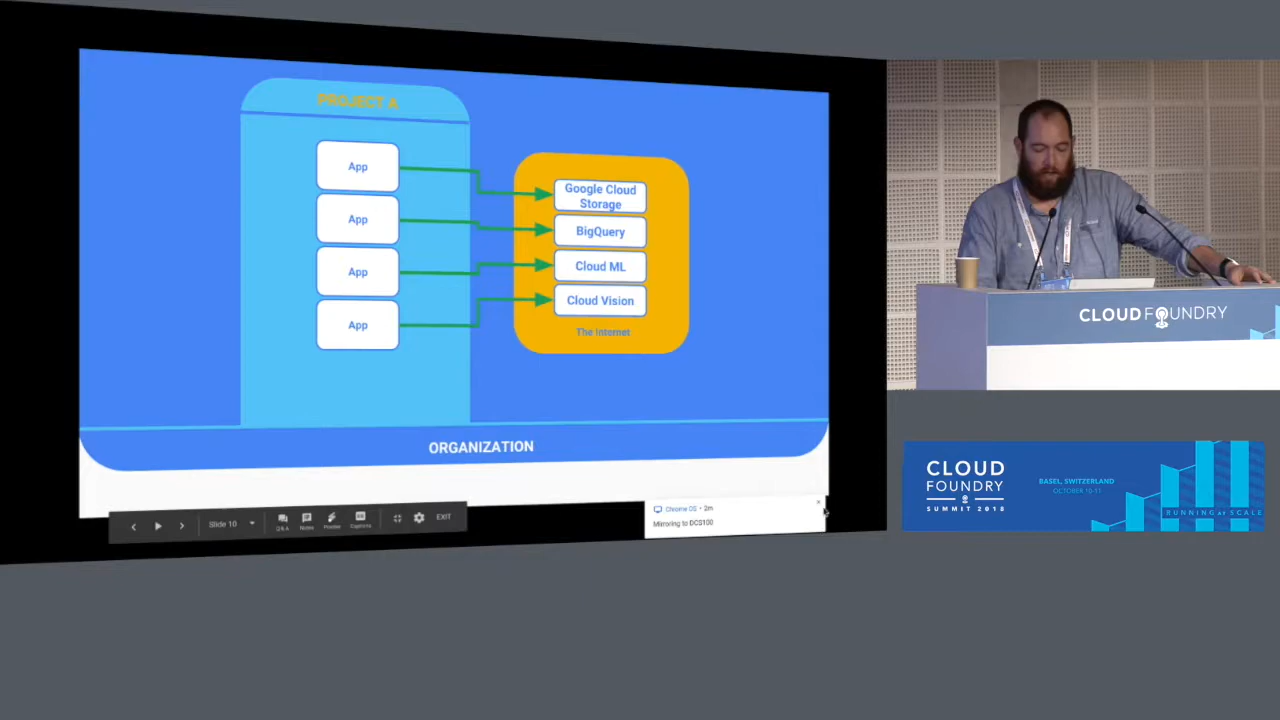 PROJECT A
App
App
App
App
Google Cloud
Storage
BigQuery
Cloud ML
Cloud Vision
The Internet
ORGANIZATION
Slide 10
Q&A
Notes
Pointer
Captions
EXIT
Chrome OS • 2m
Mirroring to DCS100
CLOUD FOUNDRY
CLOUD
FOUNDRY
SUMMIT 2018
BASEL, SWITZERLAND
OCTOBER 10-11
RUNNING AT SCALE